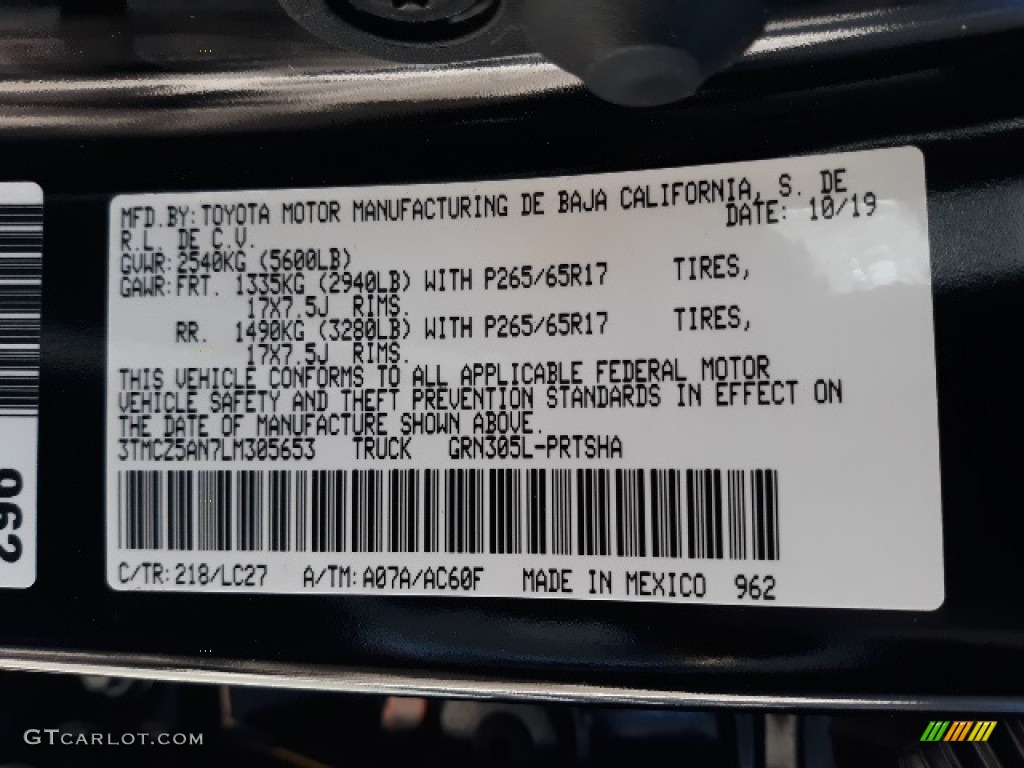 MFD.BY: TOYOTA MOTOR MANUFACTURING DE BAJA CALIFORNIA, S. DE
R.L. DE C.V. DATE: 10/19
GVWR: 2540KG (5600LB)
GAWR: FRT. 1335KG (2940LB) WITH P265/65R17 TIRES,
17X7.5J RIMS.
RR. 1490KG (3280LB) WITH P265/65R17 TIRES,
17X7.5J RIMS.
THIS VEHICLE CONFORMS TO ALL APPLICABLE FEDERAL MOTOR
VEHICLE SAFETY AND THEFT PREVENTION STANDARDS IN EFFECT ON
THE DATE OF MANUFACTURE SHOWN ABOVE.
3TMCZ5AN7LM305653 TRUCK GRN305L-PRTSHA
C/TR: 218/LC27 A/TM: A07A/AC60F MADE IN MEXICO 962
962
GTCARLOT.COM